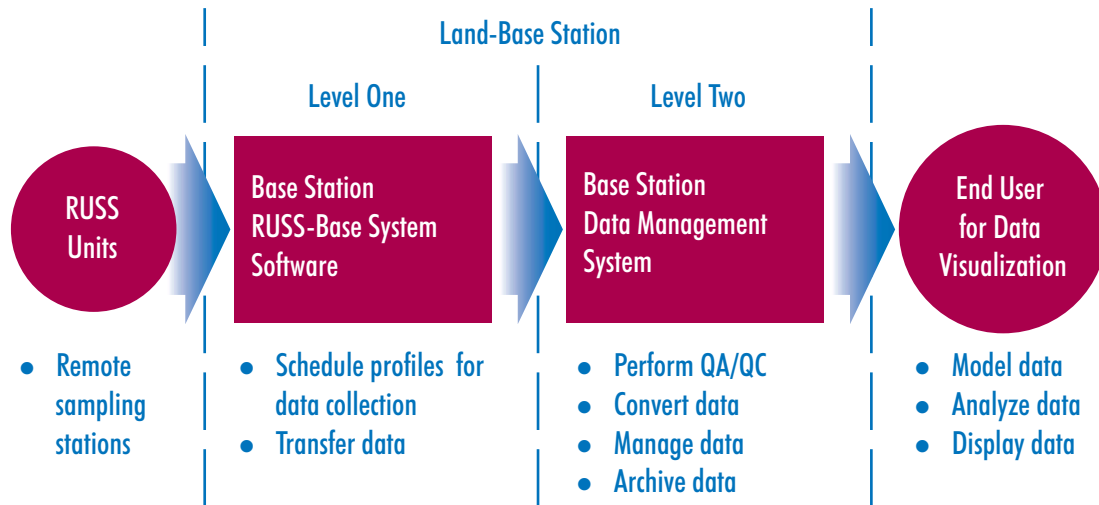 Land-Base Station
Level One
Level Two
RUSS
Units
Base Station
RUSS-Base System
Software
Base Station
Data Management
System
End User
for Data
Visualization
● Remote
sampling
stations
● Schedule profiles for
data collection
● Transfer data
● Perform QA/QC
● Convert data
● Manage data
● Archive data
● Model data
● Analyze data
● Display data